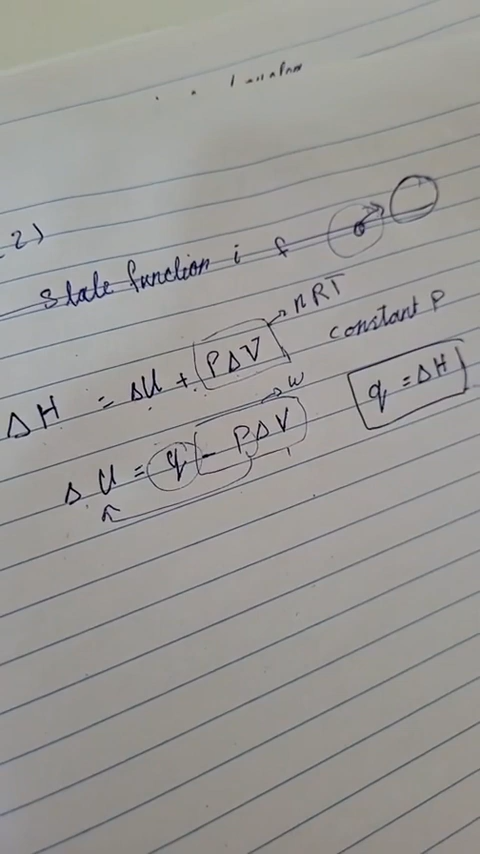 2)
State function i f
nRT
ΔH = ΔU + PΔV
constant P
w
q = ΔH
ΔU = q - PΔV